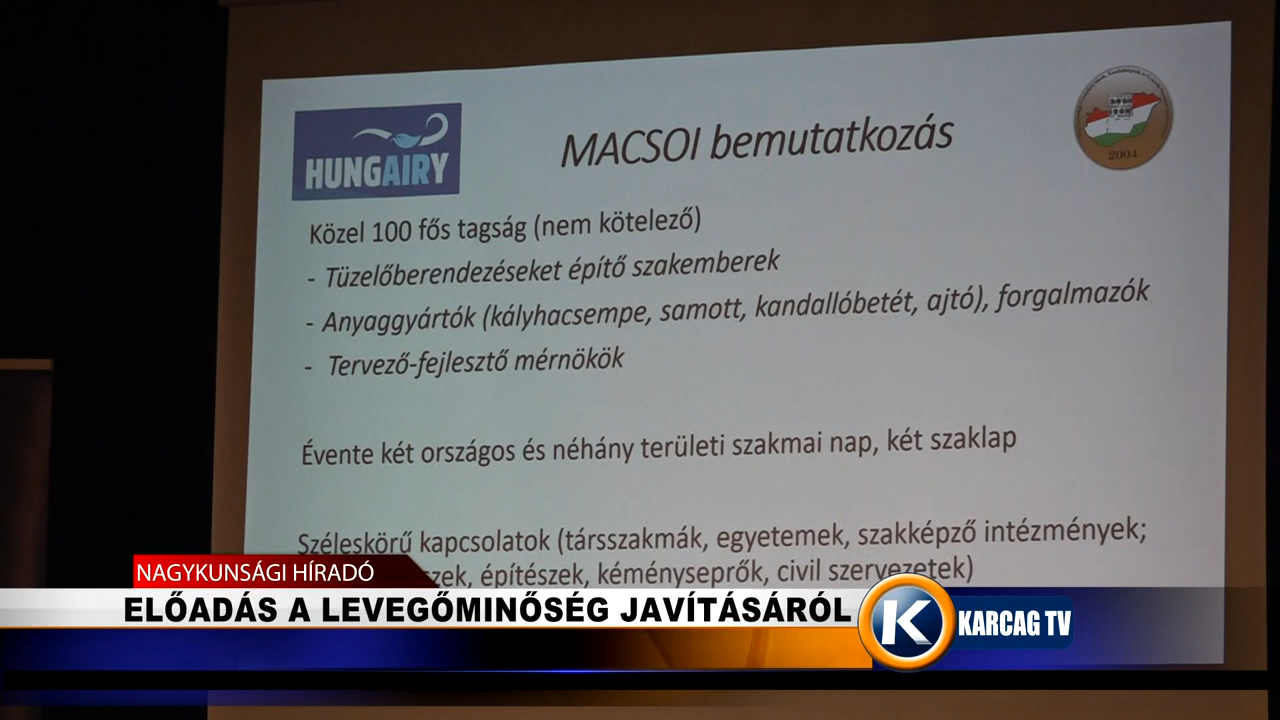 HUNGAIRY
MACSOI bemutatkozás
2004
Közel 100 fős tagság (nem kötelező)
- Tüzelőberendezéseket építő szakemberek
- Anyaggyártók (kályhacsempe, samott, kandallóbetét, ajtó), forgalmazók
- Tervező-fejlesztő mérnökök
Évente két országos és néhány területi szakmai nap, két szaklap
Széleskörű kapcsolatok (társszakmák, egyetemek, szakképző intézmények;
építészek, kéményseprők, civil szervezetek)
NAGYKUNSÁGI HÍRADÓ
ELŐADÁS A LEVEGŐMINŐSÉG JAVÍTÁSÁRÓL
K KARCAG TV